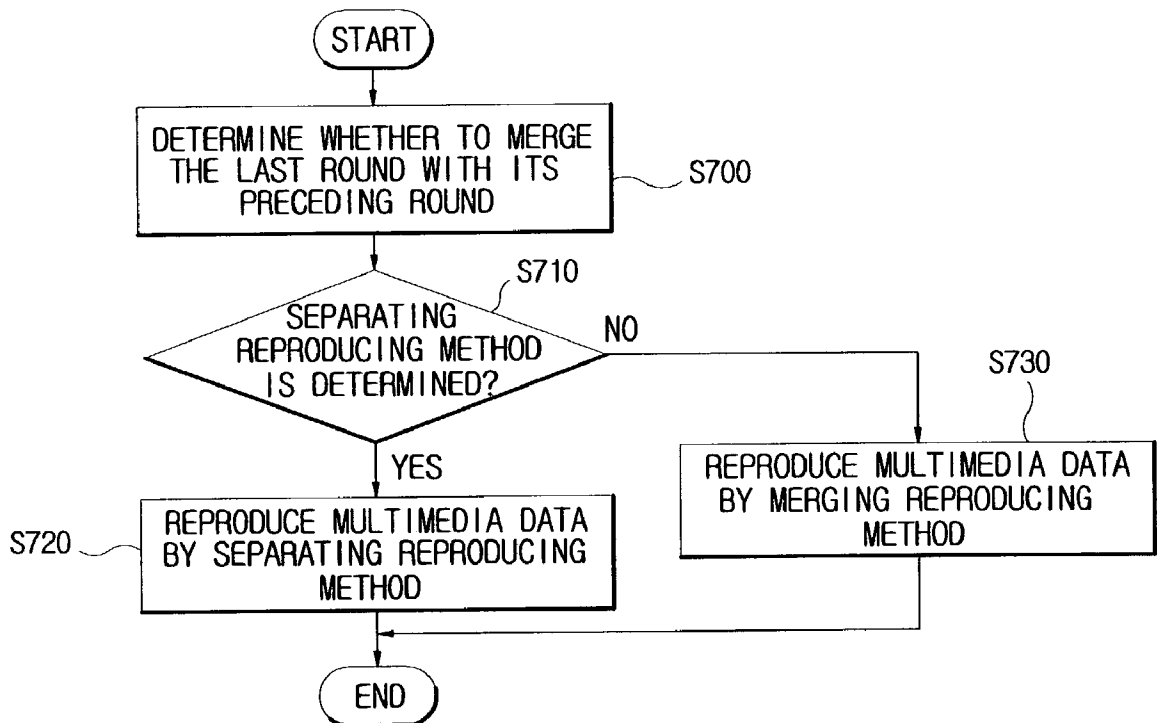 START
DETERMINE WHETHER TO MERGE
THE LAST ROUND WITH ITS
PRECEDING ROUND
S700
S710
SEPARATING
REPRODUCING METHOD
IS DETERMINED?
NO
S730
YES
REPRODUCE MULTIMEDIA DATA
BY MERGING REPRODUCING
METHOD
S720
REPRODUCE MULTIMEDIA DATA
BY SEPARATING REPRODUCING
METHOD
END